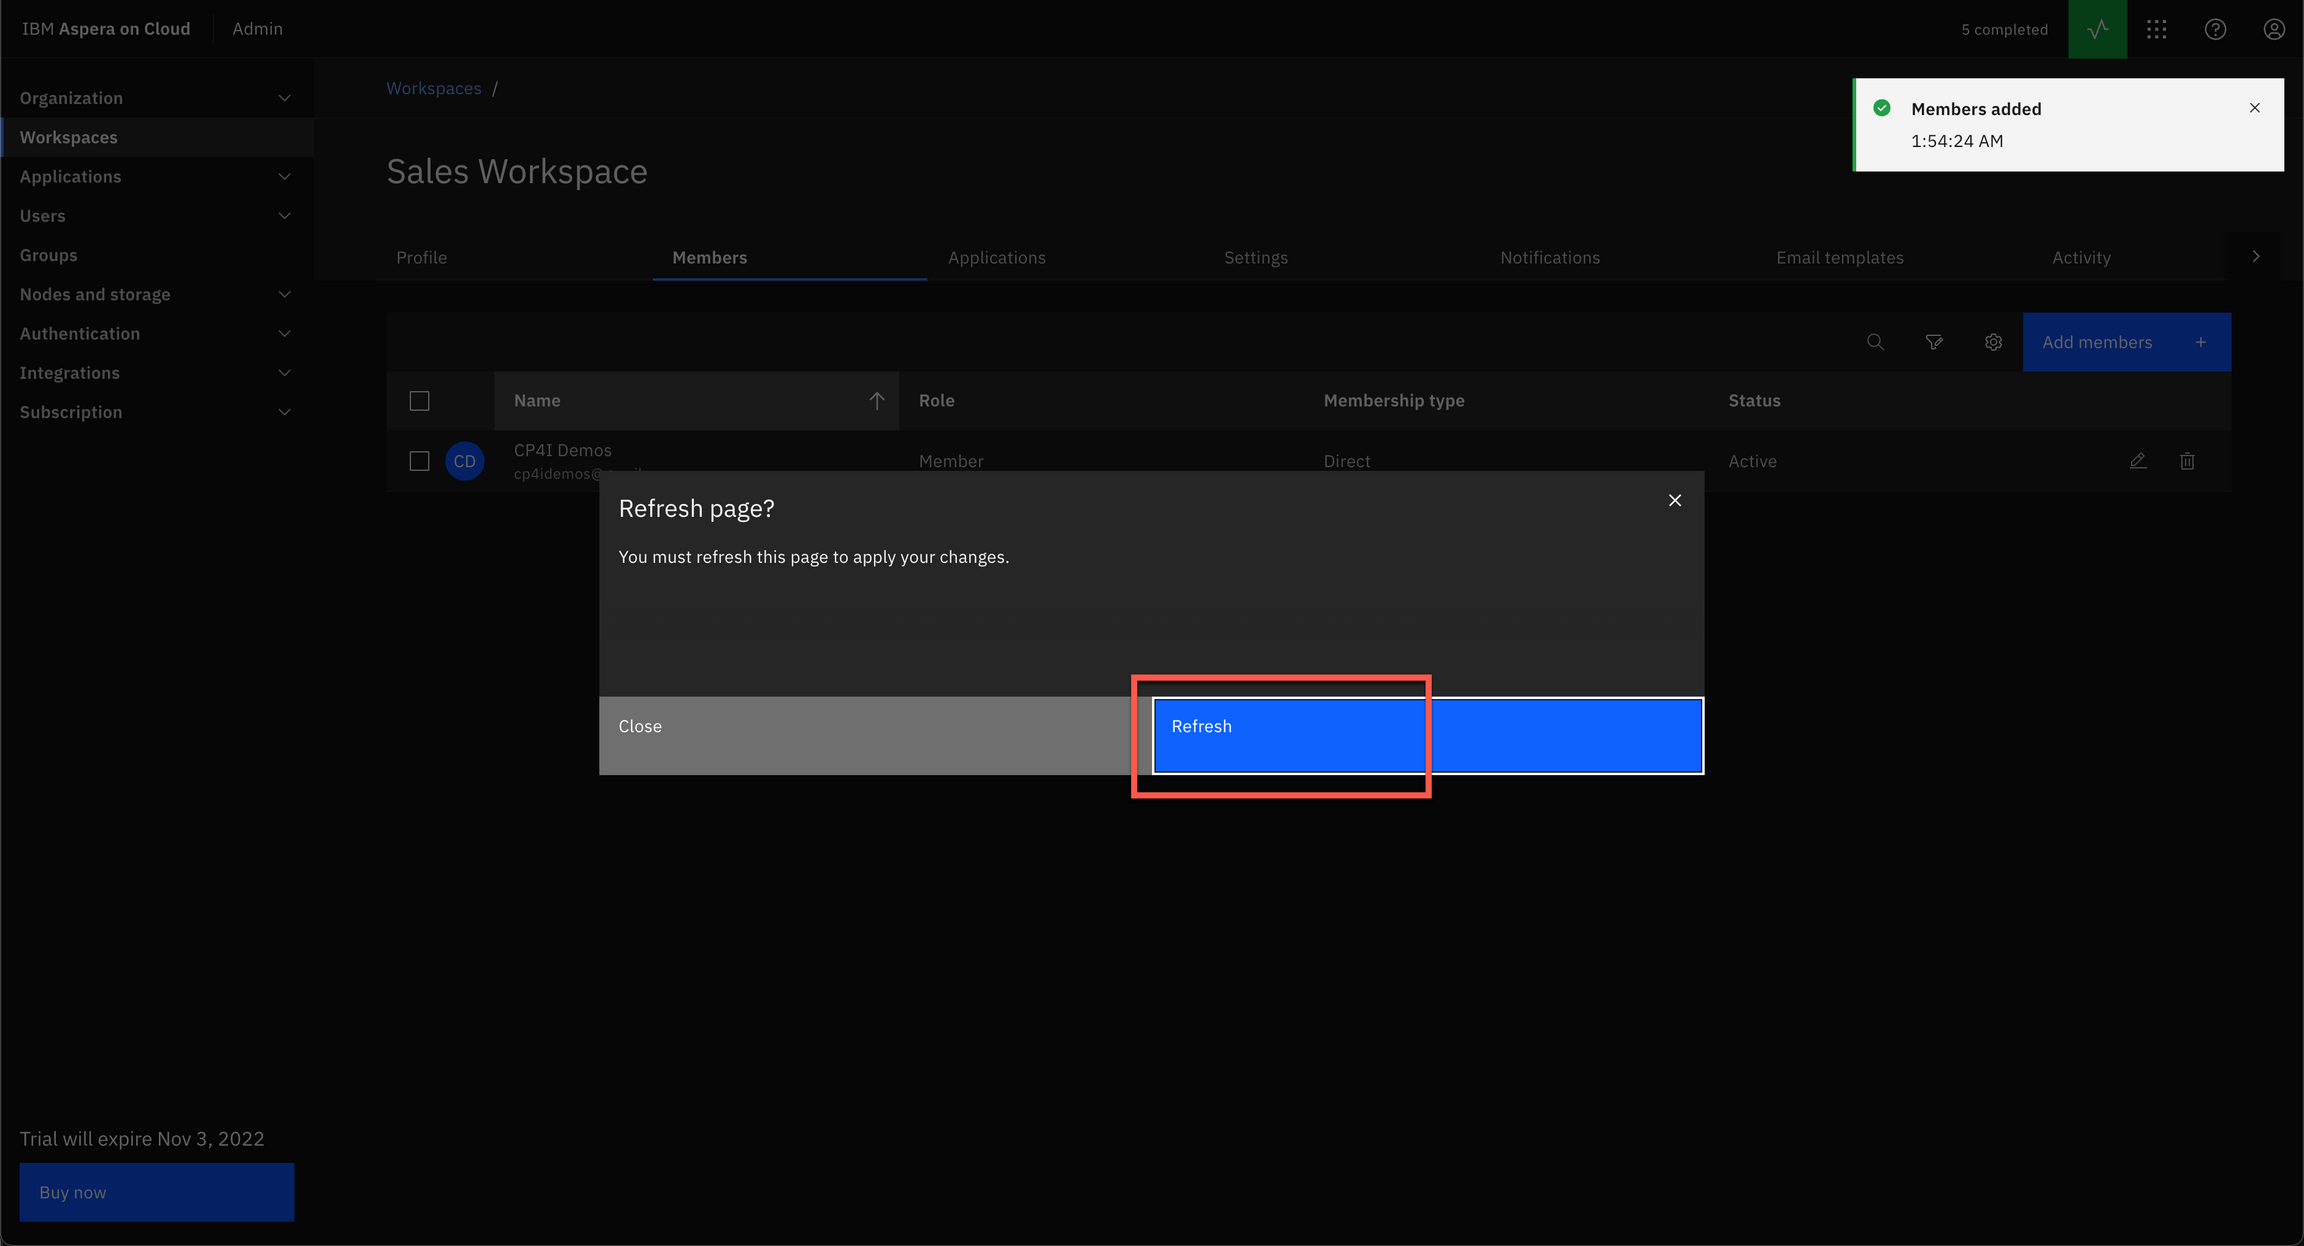 IBM Aspera on Cloud
Admin
5 completed
Organization
Workspaces
Applications
Users
Groups
Nodes and storage
Authentication
Integrations
Subscription
Workspaces /
Members added
1:54:24 AM
Sales Workspace
Profile
Members
Applications
Settings
Notifications
Email templates
Activity
Add members +
Name
Role
Membership type
Status
CD
CP4I Demos
cp4idemos@
Member
Direct
Active
Refresh page?
You must refresh this page to apply your changes.
Close
Refresh
Trial will expire Nov 3, 2022
Buy now